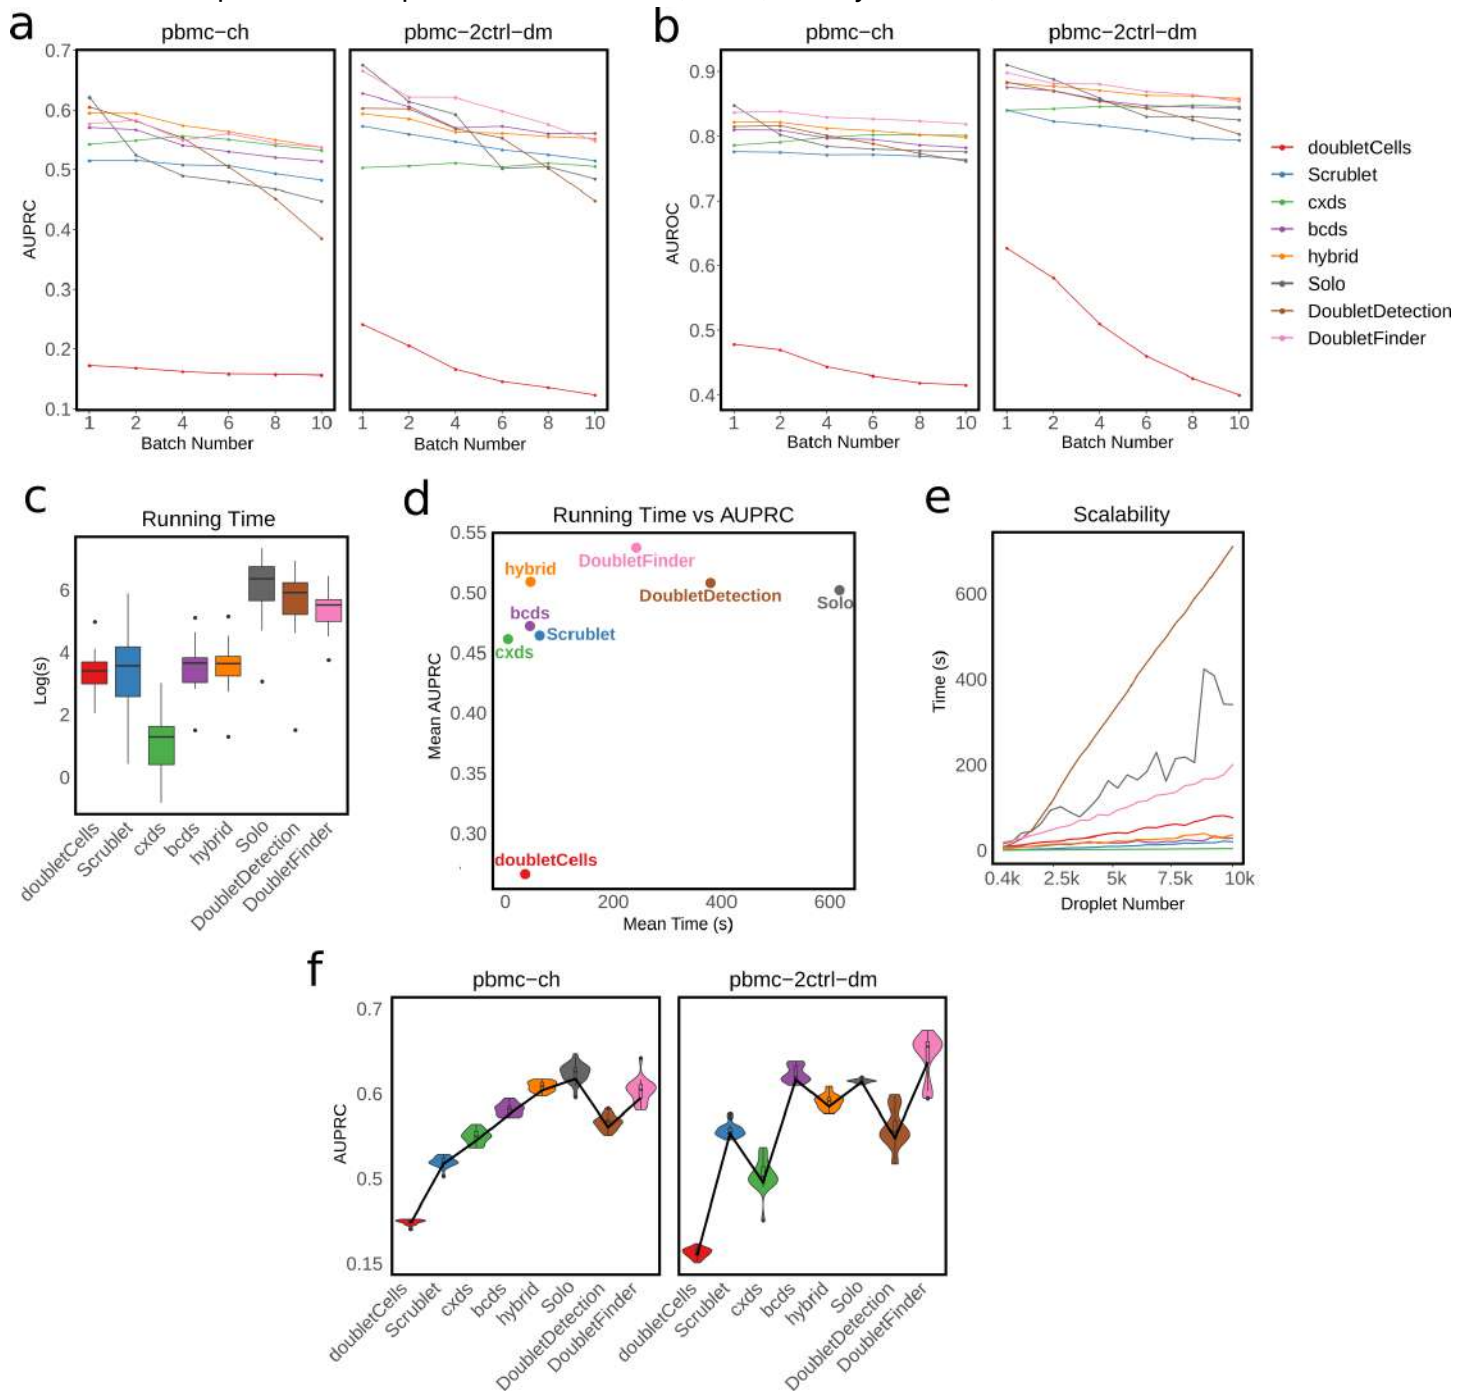 a
pbmc−ch
pbmc−2ctrl−dm
0.7
0.6
0.5
0.4
0.3
0.2
0.1
AUPRC
1 2 4 6 8 10
Batch Number
1 2 4 6 8 10
Batch Number
b
pbmc−ch
pbmc−2ctrl−dm
0.9
0.8
0.7
0.6
0.5
0.4
AUROC
1 2 4 6 8 10
Batch Number
1 2 4 6 8 10
Batch Number
doubletCells
Scrublet
cxds
bcds
hybrid
Solo
DoubletDetection
DoubletFinder
c
Running Time
6
4
2
0
Log(s)
doubletCells
Scrublet
cxds
bcds
hybrid
Solo
DoubletDetection
DoubletFinder
d
Running Time vs AUPRC
0.55
0.50
0.45
0.40
0.35
0.30
Mean AUPRC
DoubletFinder
hybrid
DoubletDetection
Solo
bcds
Scrublet
cxds
doubletCells
0 200 400 600
Mean Time (s)
e
Scalability
600
400
200
0
Time (s)
0.4k 2.5k 5k 7.5k 10k
Droplet Number
f
pbmc−ch
pbmc−2ctrl−dm
0.7
0.6
0.5
0.15
AUPRC
doubletCells
Scrublet
cxds
bcds
hybrid
Solo
DoubletDetection
DoubletFinder
doubletCells
Scrublet
cxds
bcds
hybrid
Solo
DoubletDetection
DoubletFinder